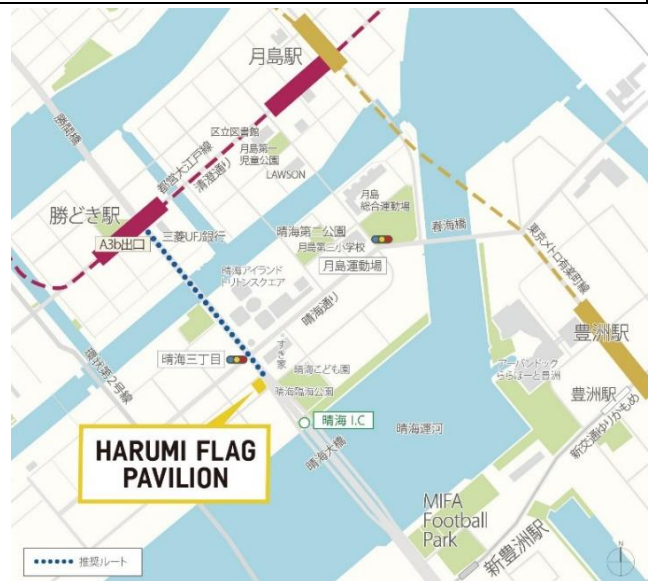 月島駅
勝鬨橋
区立図書館
都営大江戸線
清澄通り
月島第一
児童公園
LAWSON
月島
総合運動場
勝どき駅
A3b出口
三菱UFJ銀行
晴海第二公園
月島第三小学校
春海橋
月島運動場
東京メトロ有楽町線
晴海アイランド
トリトンスクエア
晴海通り
豊洲駅
環状第2号線
晴海三丁目
すき家
晴海こども園
アーバンドック
ららぽーと豊洲
晴海臨海公園
豊洲駅
晴海I.C
晴海運河
新交通ゆりかもめ
HARUMI FLAG
PAVILION
晴海大橋
MIFA
Football
Park
新豊洲駅
推奨ルート
N